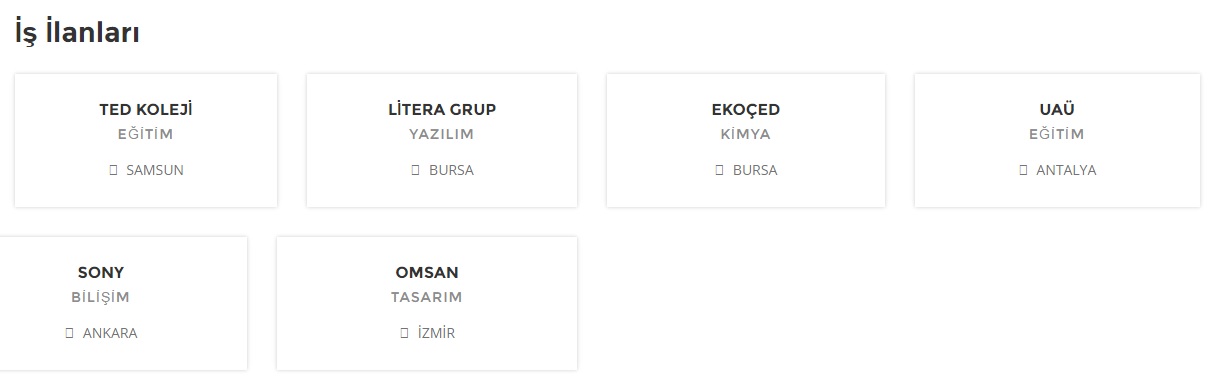 İş İlanları
TED KOLEJİ
EĞİTİM
SAMSUN
LİTERA GRUP
YAZILIM
BURSA
EKOÇED
KİMYA
BURSA
UAÜ
EĞİTİM
ANTALYA
SONY
BİLİŞİM
ANKARA
OMSAN
TASARIM
İZMİR